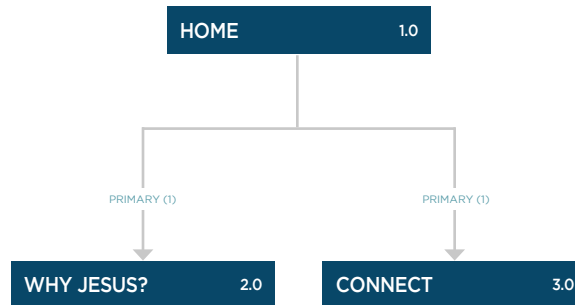 HOME 1.0
PRIMARY (1) PRIMARY (1)
WHY JESUS? 2.0 CONNECT 3.0